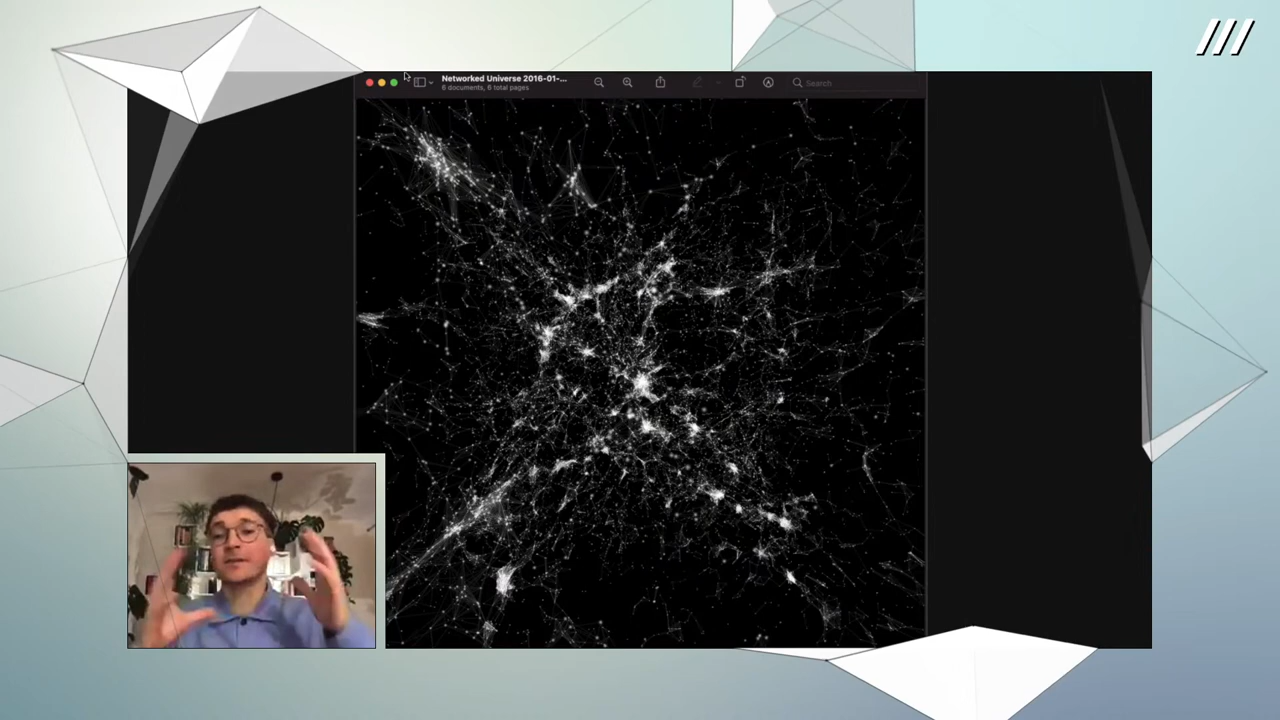 Networked Universe 2016-01-...
6 documents, 6 total pages
Search